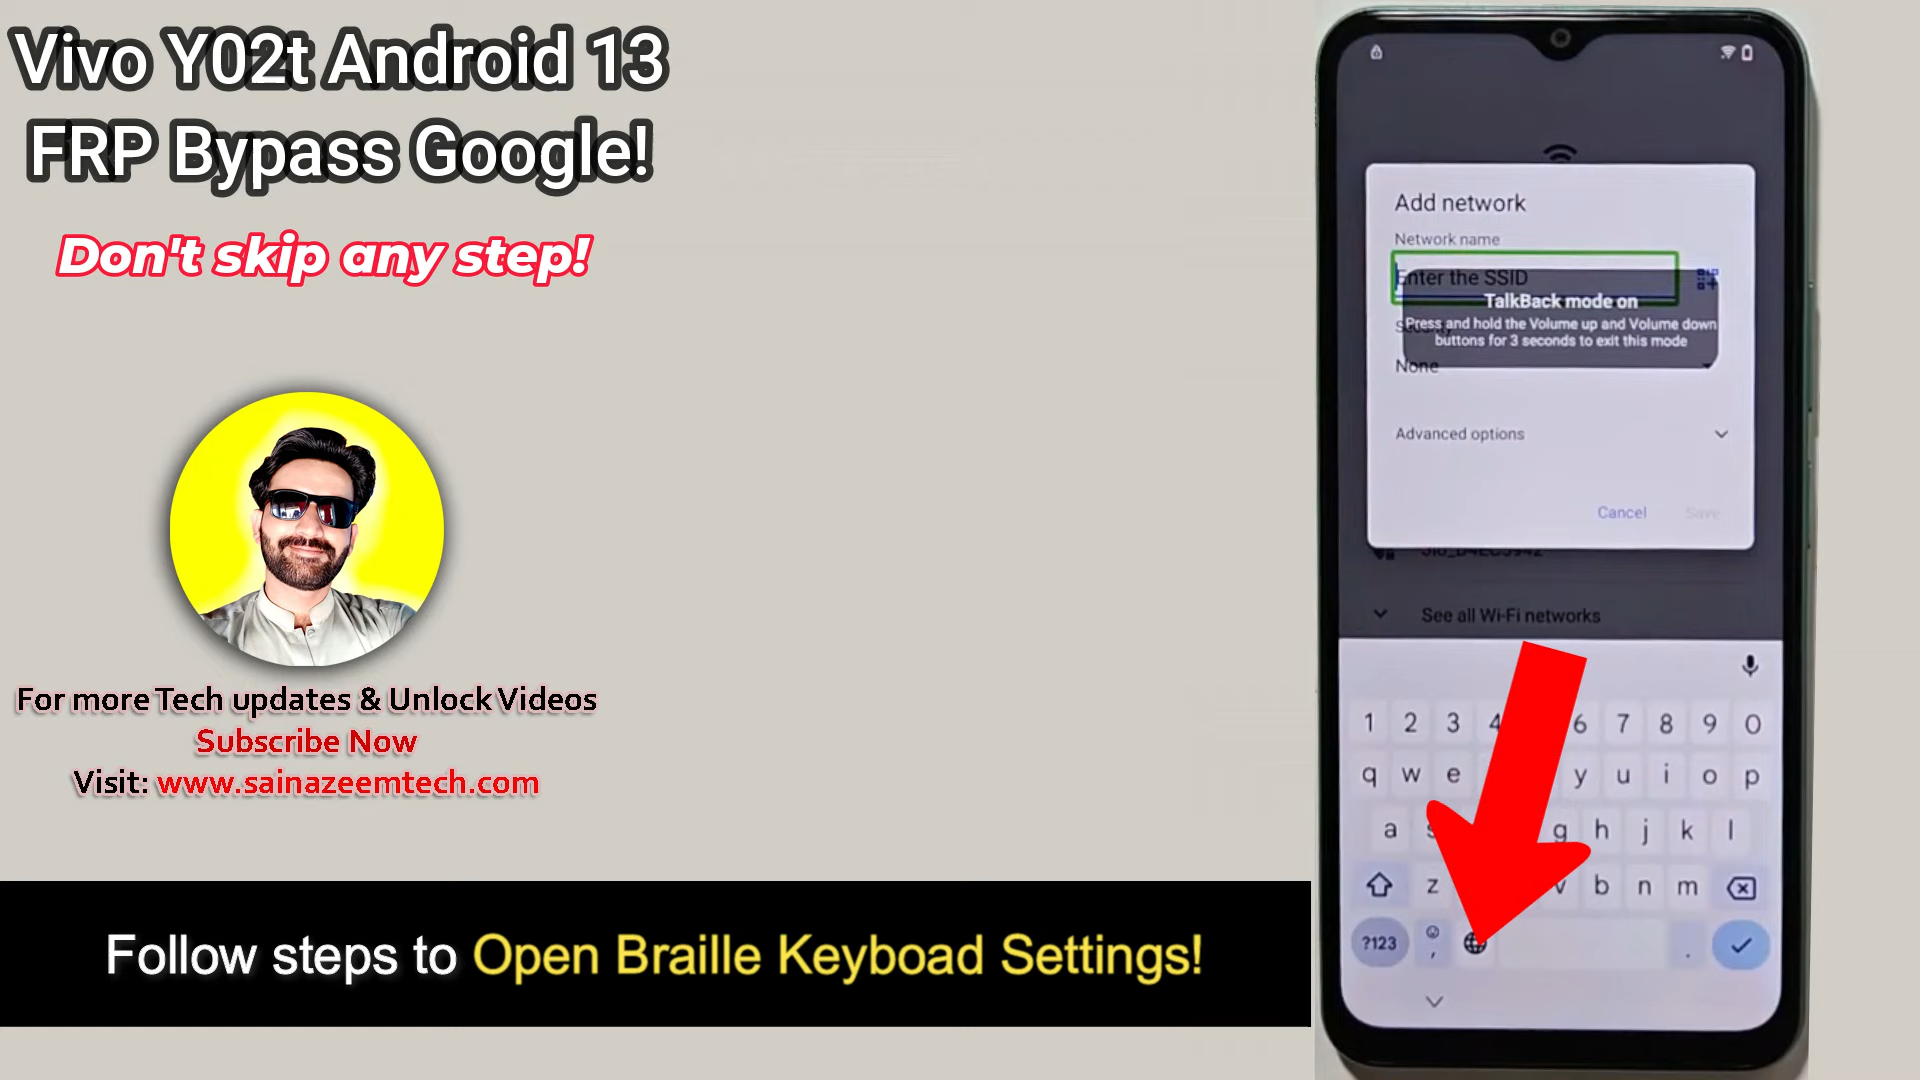 Vivo Y02t Android 13
FRP Bypass Google!
Don't skip any step!
For more Tech updates & Unlock Videos
Subscribe Now
Visit: www.sainazeemtech.com
Follow steps to Open Braille Keyboad Settings!
Add network
Network name
Enter the SSID
TalkBack mode on
Press and hold the Volume up and Volume down
buttons for 3 seconds to exit this mode
None
Advanced options
Cancel Save
See all Wi-Fi networks
1 2 3 4 6 7 8 9 0
q w e y u i o p
a s g h j k l
z v b n m
?123 , .